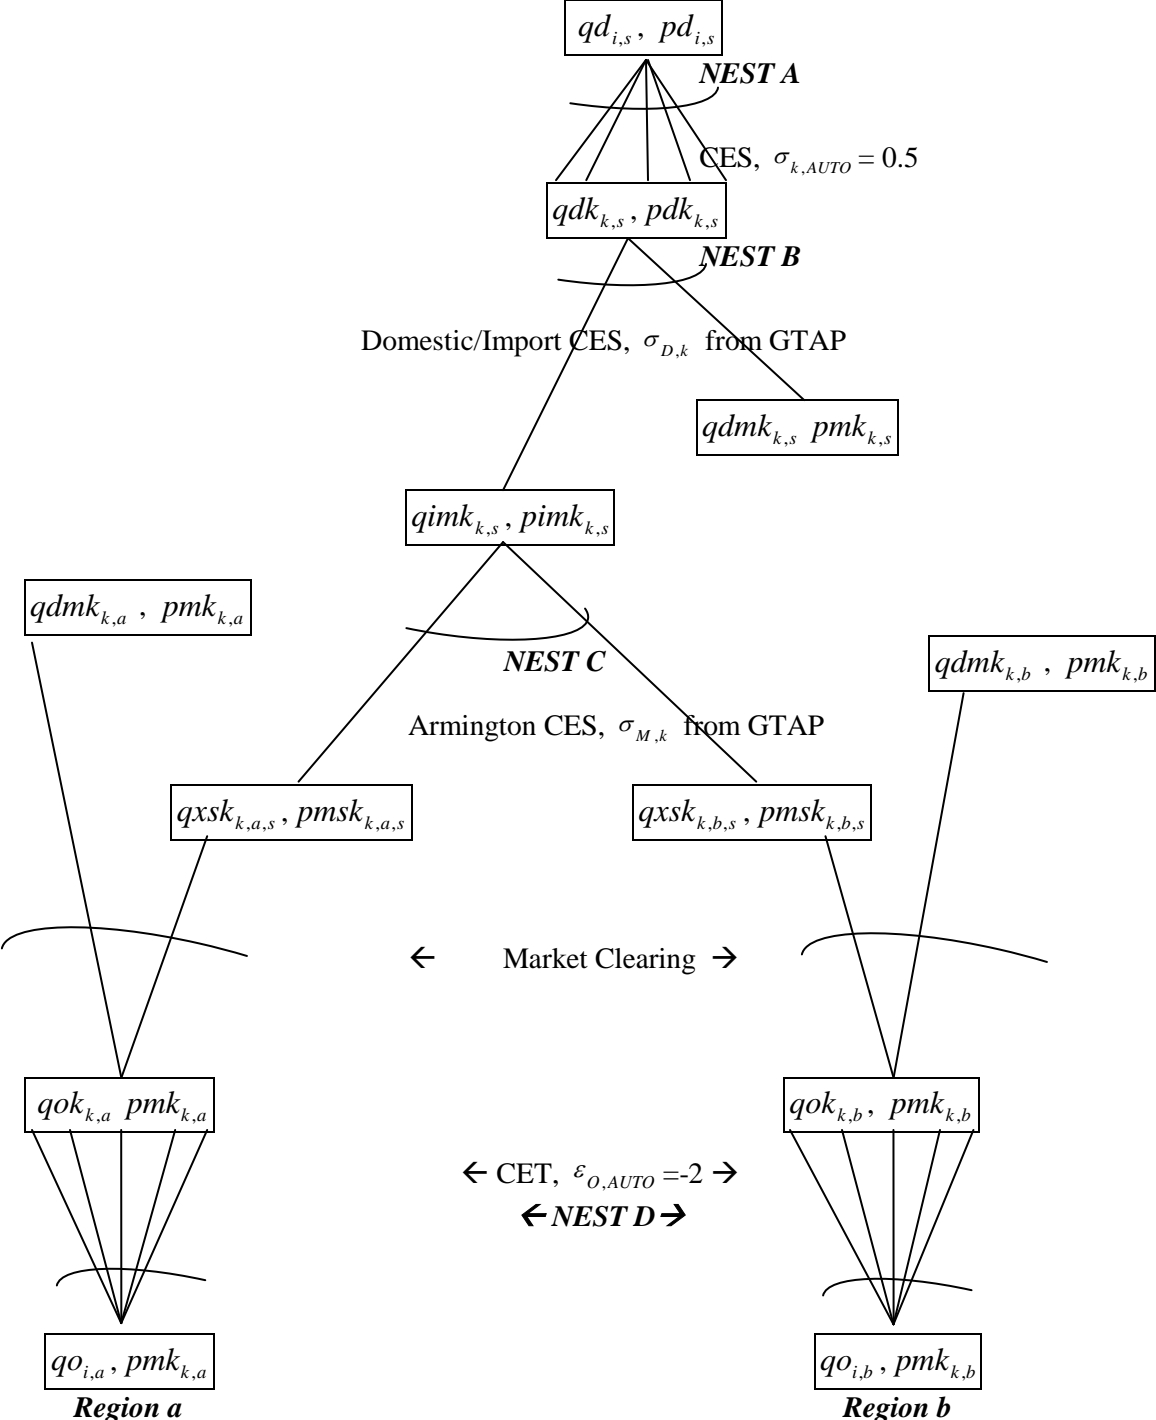 qd_{i,s}, pd_{i,s}
NEST A
CES, σ_{k,AUTO} = 0.5
qdk_{k,s}, pdk_{k,s}
NEST B
Domestic/Import CES, σ_{D,k} from GTAP
qdmk_{k,s} pmk_{k,s}
qimk_{k,s}, pimk_{k,s}
qdmk_{k,a}, pmk_{k,a}
NEST C
qdmk_{k,b}, pmk_{k,b}
Armington CES, σ_{M,k} from GTAP
qxsk_{k,a,s}, pmsk_{k,a,s}
qxsk_{k,b,s}, pmsk_{k,b,s}
← Market Clearing →
qok_{k,a} pmk_{k,a}
qok_{k,b}, pmk_{k,b}
← CET, ε_{O,AUTO} =-2 →
← NEST D →
qo_{i,a}, pmk_{k,a}
qo_{i,b}, pmk_{k,b}
Region a
Region b